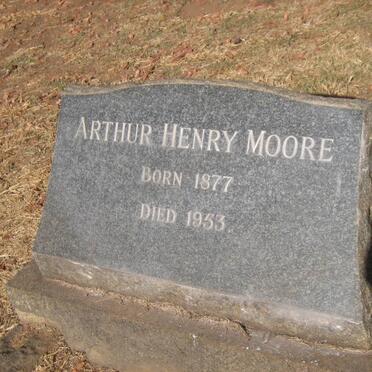 ARTHUR HENRY MOORE
BORN 1877
DIED 1953